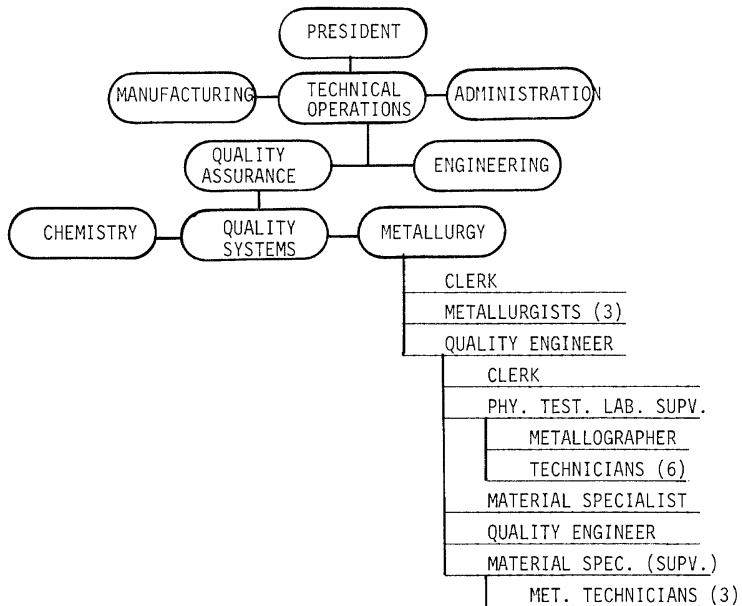 PRESIDENT
MANUFACTURING
TECHNICAL
OPERATIONS
ADMINISTRATION
QUALITY
ASSURANCE
ENGINEERING
CHEMISTRY
QUALITY
SYSTEMS
METALLURGY
CLERK
METALLURGISTS (3)
QUALITY ENGINEER
CLERK
PHY. TEST. LAB. SUPV.
METALLOGRAPHER
TECHNICIANS (6)
MATERIAL SPECIALIST
QUALITY ENGINEER
MATERIAL SPEC. (SUPV.)
MET. TECHNICIANS (3)